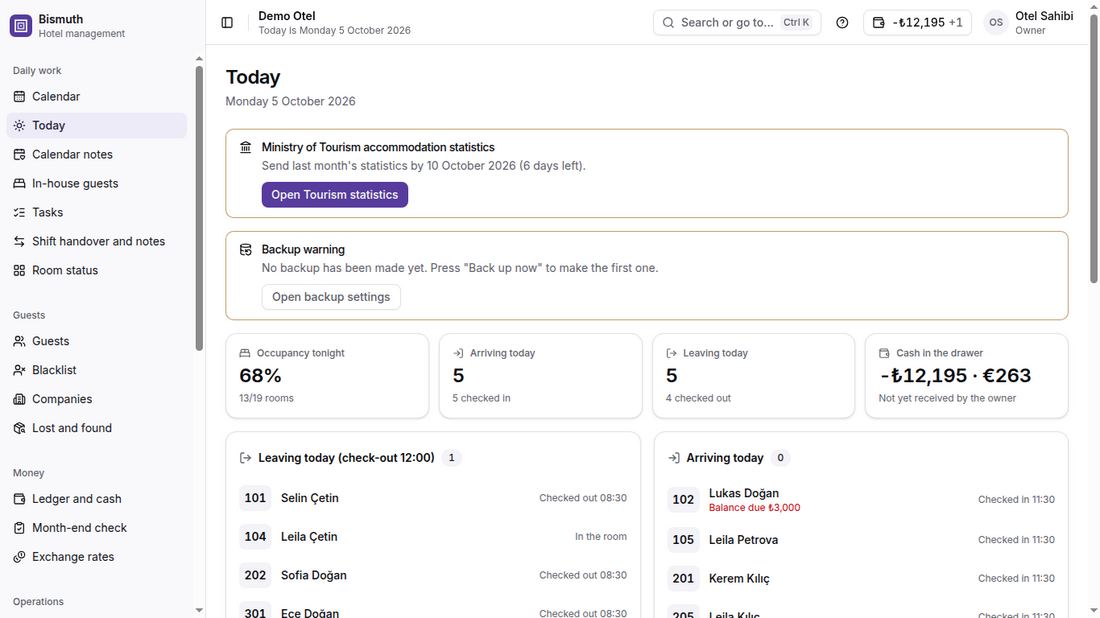 Bismuth
Hotel management
Daily work
Calendar
Today
Calendar notes
In-house guests
Tasks
Shift handover and notes
Room status
Guests
Guests
Blacklist
Companies
Lost and found
Money
Ledger and cash
Month-end check
Exchange rates
Operations
Demo Otel
Today is Monday 5 October 2026
Search or go to... Ctrl K
-₺12,195 +1
OS
Otel Sahibi
Owner
Today
Monday 5 October 2026
Ministry of Tourism accommodation statistics
Send last month's statistics by 10 October 2026 (6 days left).
Open Tourism statistics
Backup warning
No backup has been made yet. Press "Back up now" to make the first one.
Open backup settings
Occupancy tonight
68%
13/19 rooms
Arriving today
5
5 checked in
Leaving today
5
4 checked out
Cash in the drawer
-₺12,195 · €263
Not yet received by the owner
Leaving today (check-out 12:00) 1
101 Selin Çetin Checked out 08:30
104 Leila Çetin In the room
202 Sofia Doğan Checked out 08:30
301 Ece Doğan Checked out 08:30
Arriving today 0
102 Lukas Doğan Checked in 11:30
Balance due ₺3,000
105 Leila Petrova Checked in 11:30
201 Kerem Kılıç Checked in 11:30
205 Leila Kılıç Checked in 11:30